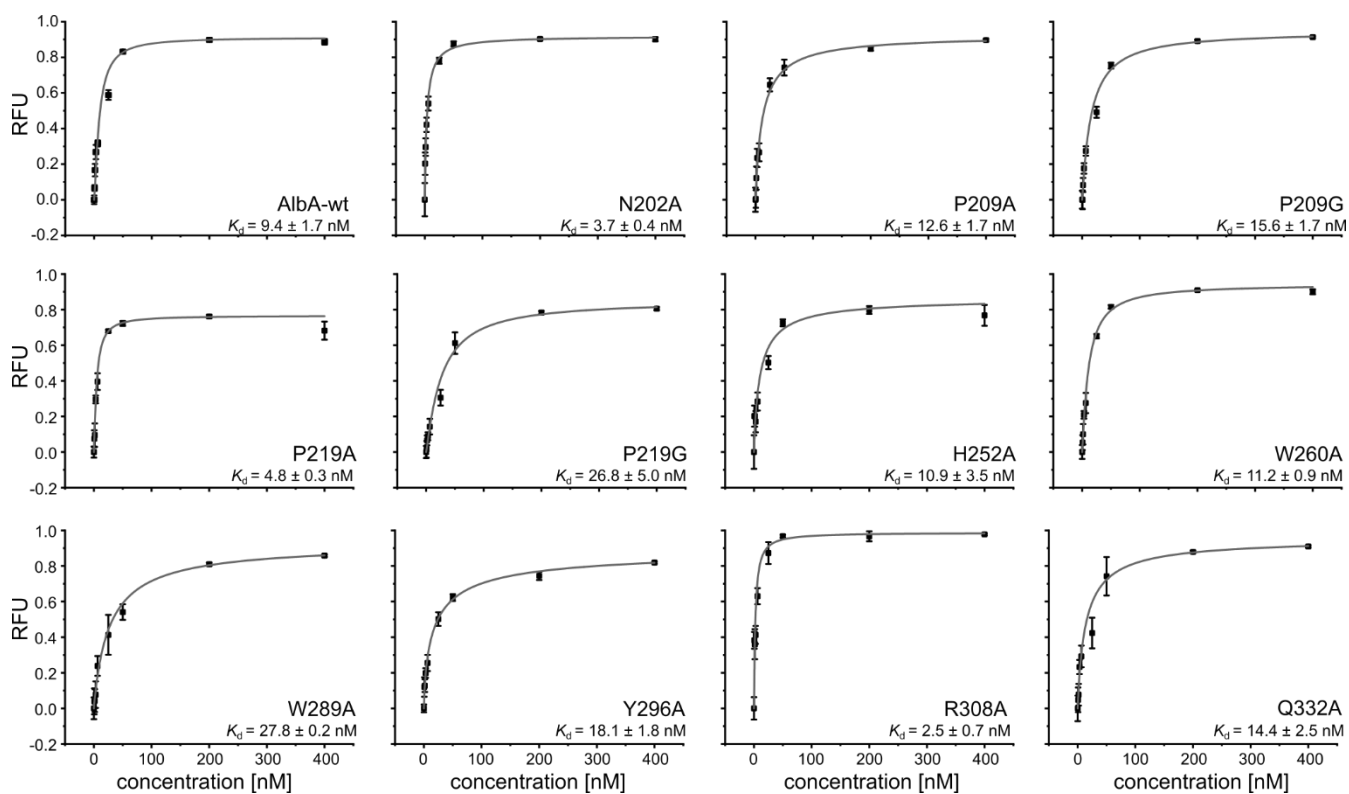 1.0
0.8
0.6
0.4
0.2
0.0
-0.2
RFU
AlbA-wt
Kd = 9.4 ± 1.7 nM
N202A
Kd = 3.7 ± 0.4 nM
P209A
Kd = 12.6 ± 1.7 nM
P209G
Kd = 15.6 ± 1.7 nM
1.0
0.8
0.6
0.4
0.2
0.0
-0.2
RFU
P219A
Kd = 4.8 ± 0.3 nM
P219G
Kd = 26.8 ± 5.0 nM
H252A
Kd = 10.9 ± 3.5 nM
W260A
Kd = 11.2 ± 0.9 nM
1.0
0.8
0.6
0.4
0.2
0.0
-0.2
RFU
W289A
Kd = 27.8 ± 0.2 nM
Y296A
Kd = 18.1 ± 1.8 nM
R308A
Kd = 2.5 ± 0.7 nM
Q332A
Kd = 14.4 ± 2.5 nM
0 100 200 300 400
0 100 200 300 400
0 100 200 300 400
0 100 200 300 400
concentration [nM]
concentration [nM]
concentration [nM]
concentration [nM]